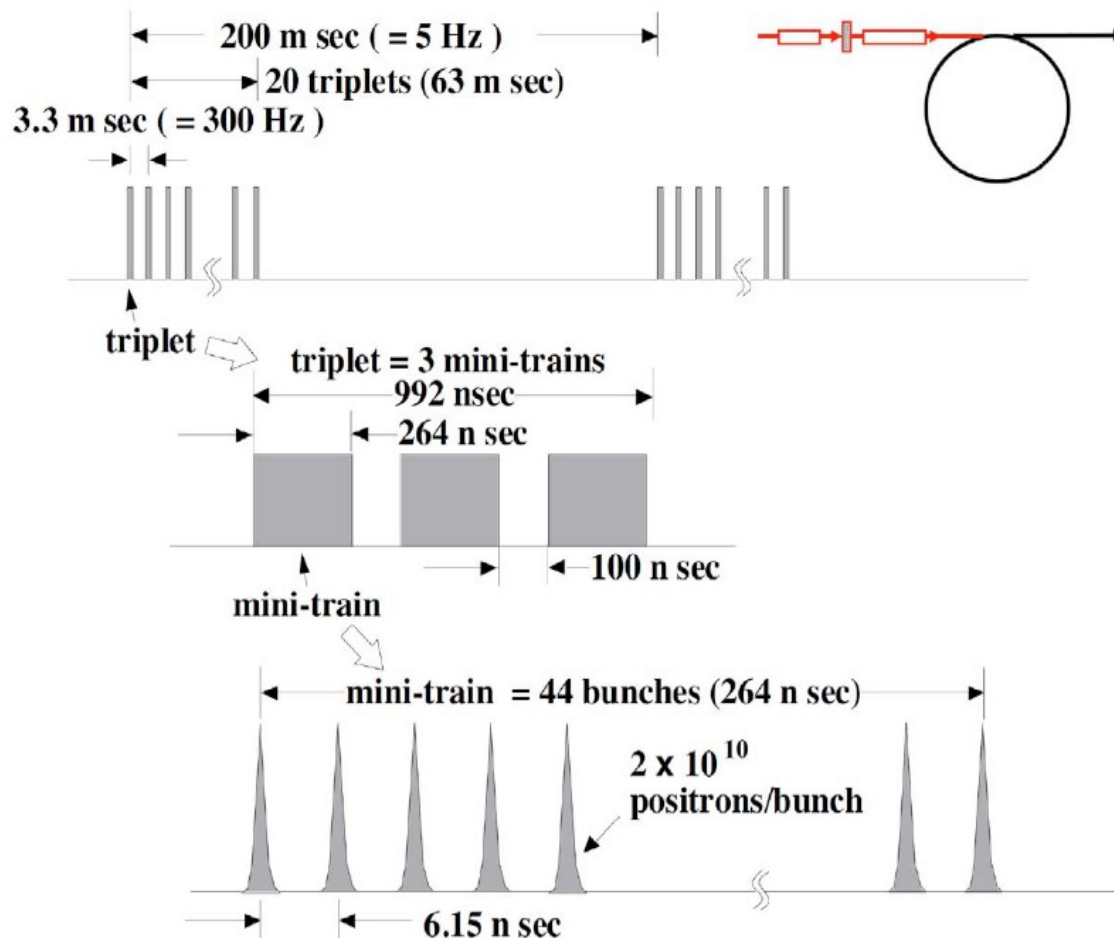 200 m sec ( = 5 Hz )
20 triplets (63 m sec)
3.3 m sec ( = 300 Hz )
triplet
triplet = 3 mini-trains
992 nsec
264 n sec
100 n sec
mini-train
mini-train = 44 bunches (264 n sec)
2 x 10¹⁰
positrons/bunch
6.15 n sec